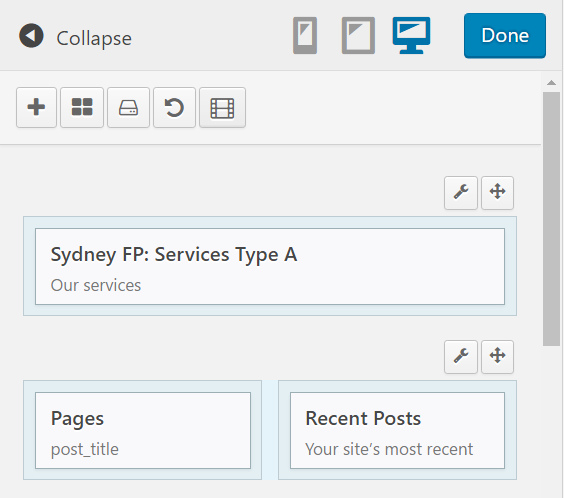 Collapse
Done
Sydney FP: Services Type A
Our services
Pages
post_title
Recent Posts
Your site’s most recent